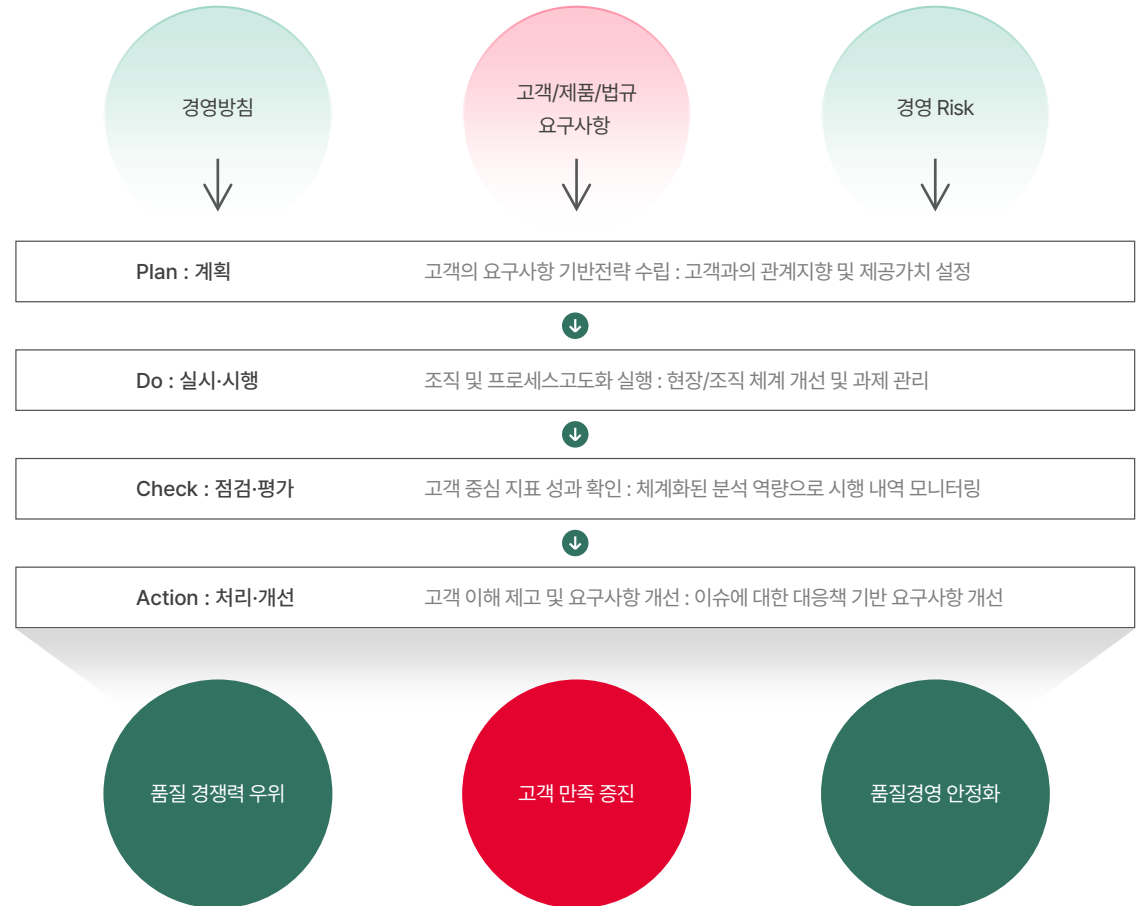 경영방침
고객/제품/법규
요구사항
경영 Risk
Plan : 계획
고객의 요구사항 기반전략 수립 : 고객과의 관계지향 및 제공가치 설정
Do : 실시·시행
조직 및 프로세스고도화 실행 : 현장/조직 체계 개선 및 과제 관리
Check : 점검·평가
고객 중심 지표 성과 확인 : 체계화된 분석 역량으로 시행 내역 모니터링
Action : 처리·개선
고객 이해 제고 및 요구사항 개선 : 이슈에 대한 대응책 기반 요구사항 개선
품질 경쟁력 우위
고객 만족 증진
품질경영 안정화